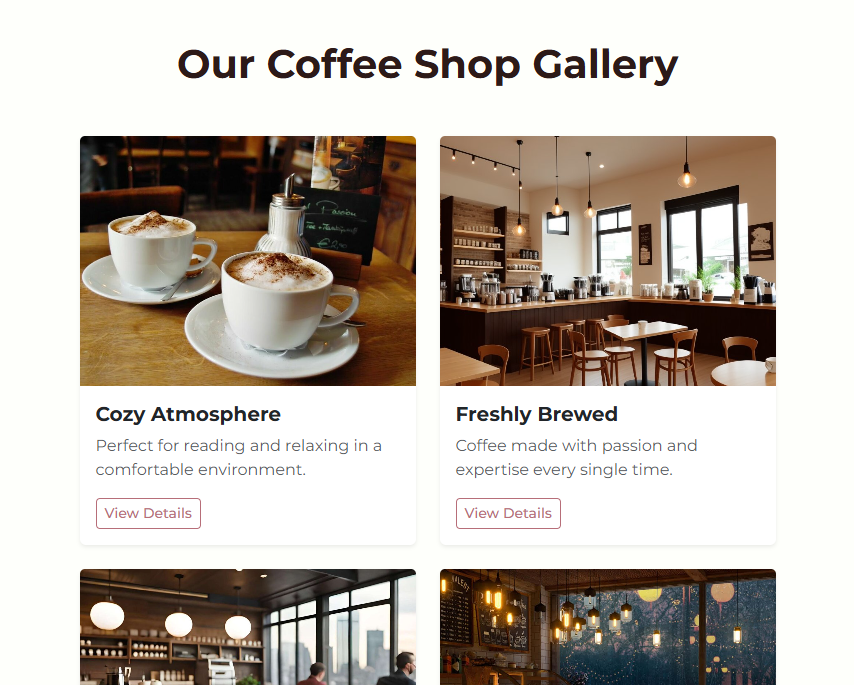 Our Coffee Shop Gallery
Passion
Cozy Atmosphere
Perfect for reading and relaxing in a
comfortable environment.
View Details
Freshly Brewed
Coffee made with passion and
expertise every single time.
View Details